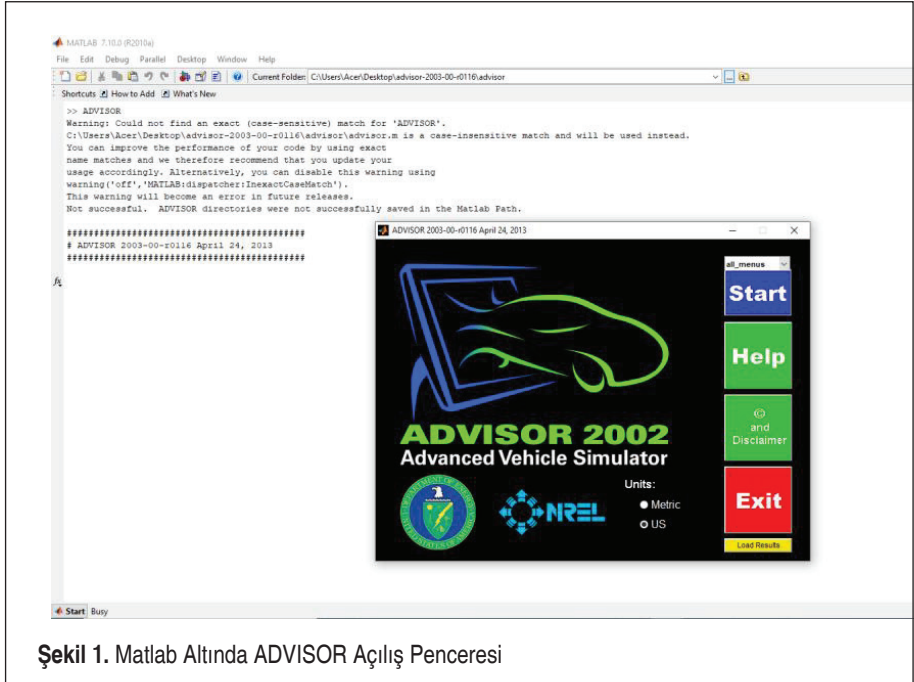 MATLAB 7.10.0 (R2010a)
File Edit Debug Parallel Desktop Window Help
Current Folder: C:\Users\Acer\Desktop\advisor-2003-00-r0116\advisor
Shortcuts How to Add What's New
>> ADVISOR
Warning: Could not find an exact (case-sensitive) match for 'ADVISOR'.
C:\Users\Acer\Desktop\advisor-2003-00-r0116\advisor\advisor.m is a case-insensitive match and will be used instead.
You can improve the performance of your code by using exact
name matches and we therefore recommend that you update your
usage accordingly. Alternatively, you can disable this warning using
warning('off','MATLAB:dispatcher:InexactCaseMatch').
This warning will become an error in future releases.
Not successful. ADVISOR directories were not successfully saved in the Matlab Path.
############################################
# ADVISOR 2003-00-r0116 April 24, 2013
############################################
fx
ADVISOR 2003-00-r0116 April 24, 2013
all_menus
Start
Help
©
and
Disclaimer
Exit
Load Results
ADVISOR 2002
Advanced Vehicle Simulator
Units:
Metric
US
NREL
Start Busy
Şekil 1. Matlab Altında ADVISOR Açılış Penceresi